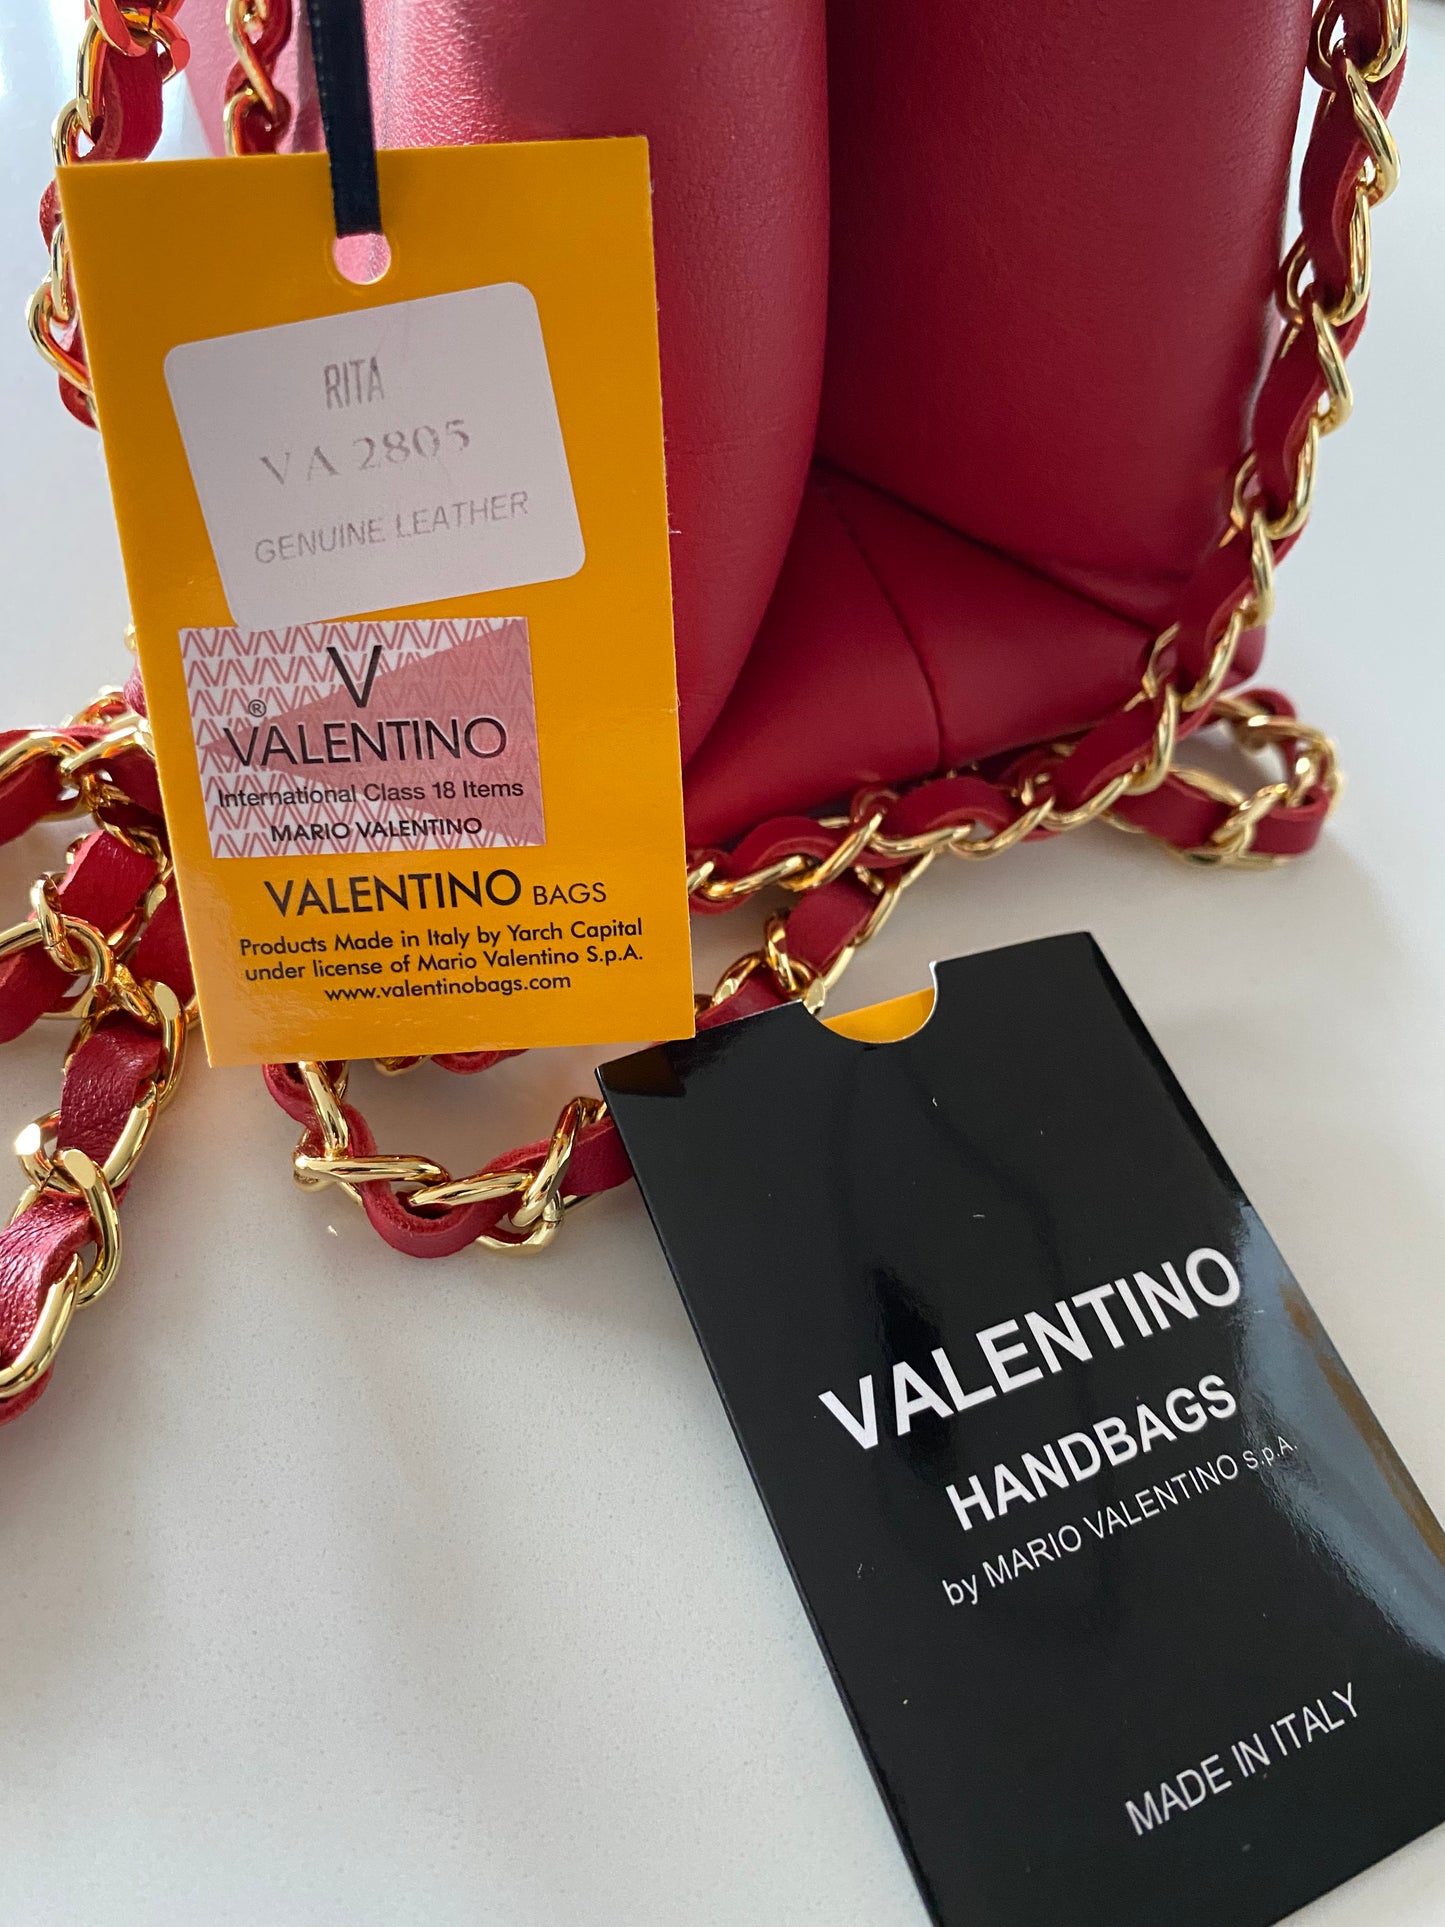 RITA
VA 2805
GENUINE LEATHER
V
® VALENTINO
International Class 18 Items
MARIO VALENTINO
VALENTINO BAGS
Products Made in Italy by Yarch Capital
under license of Mario Valentino S.p.A.
www.valentinobags.com
VALENTINO
HANDBAGS
by MARIO VALENTINO S.p.A.
MADE IN ITALY